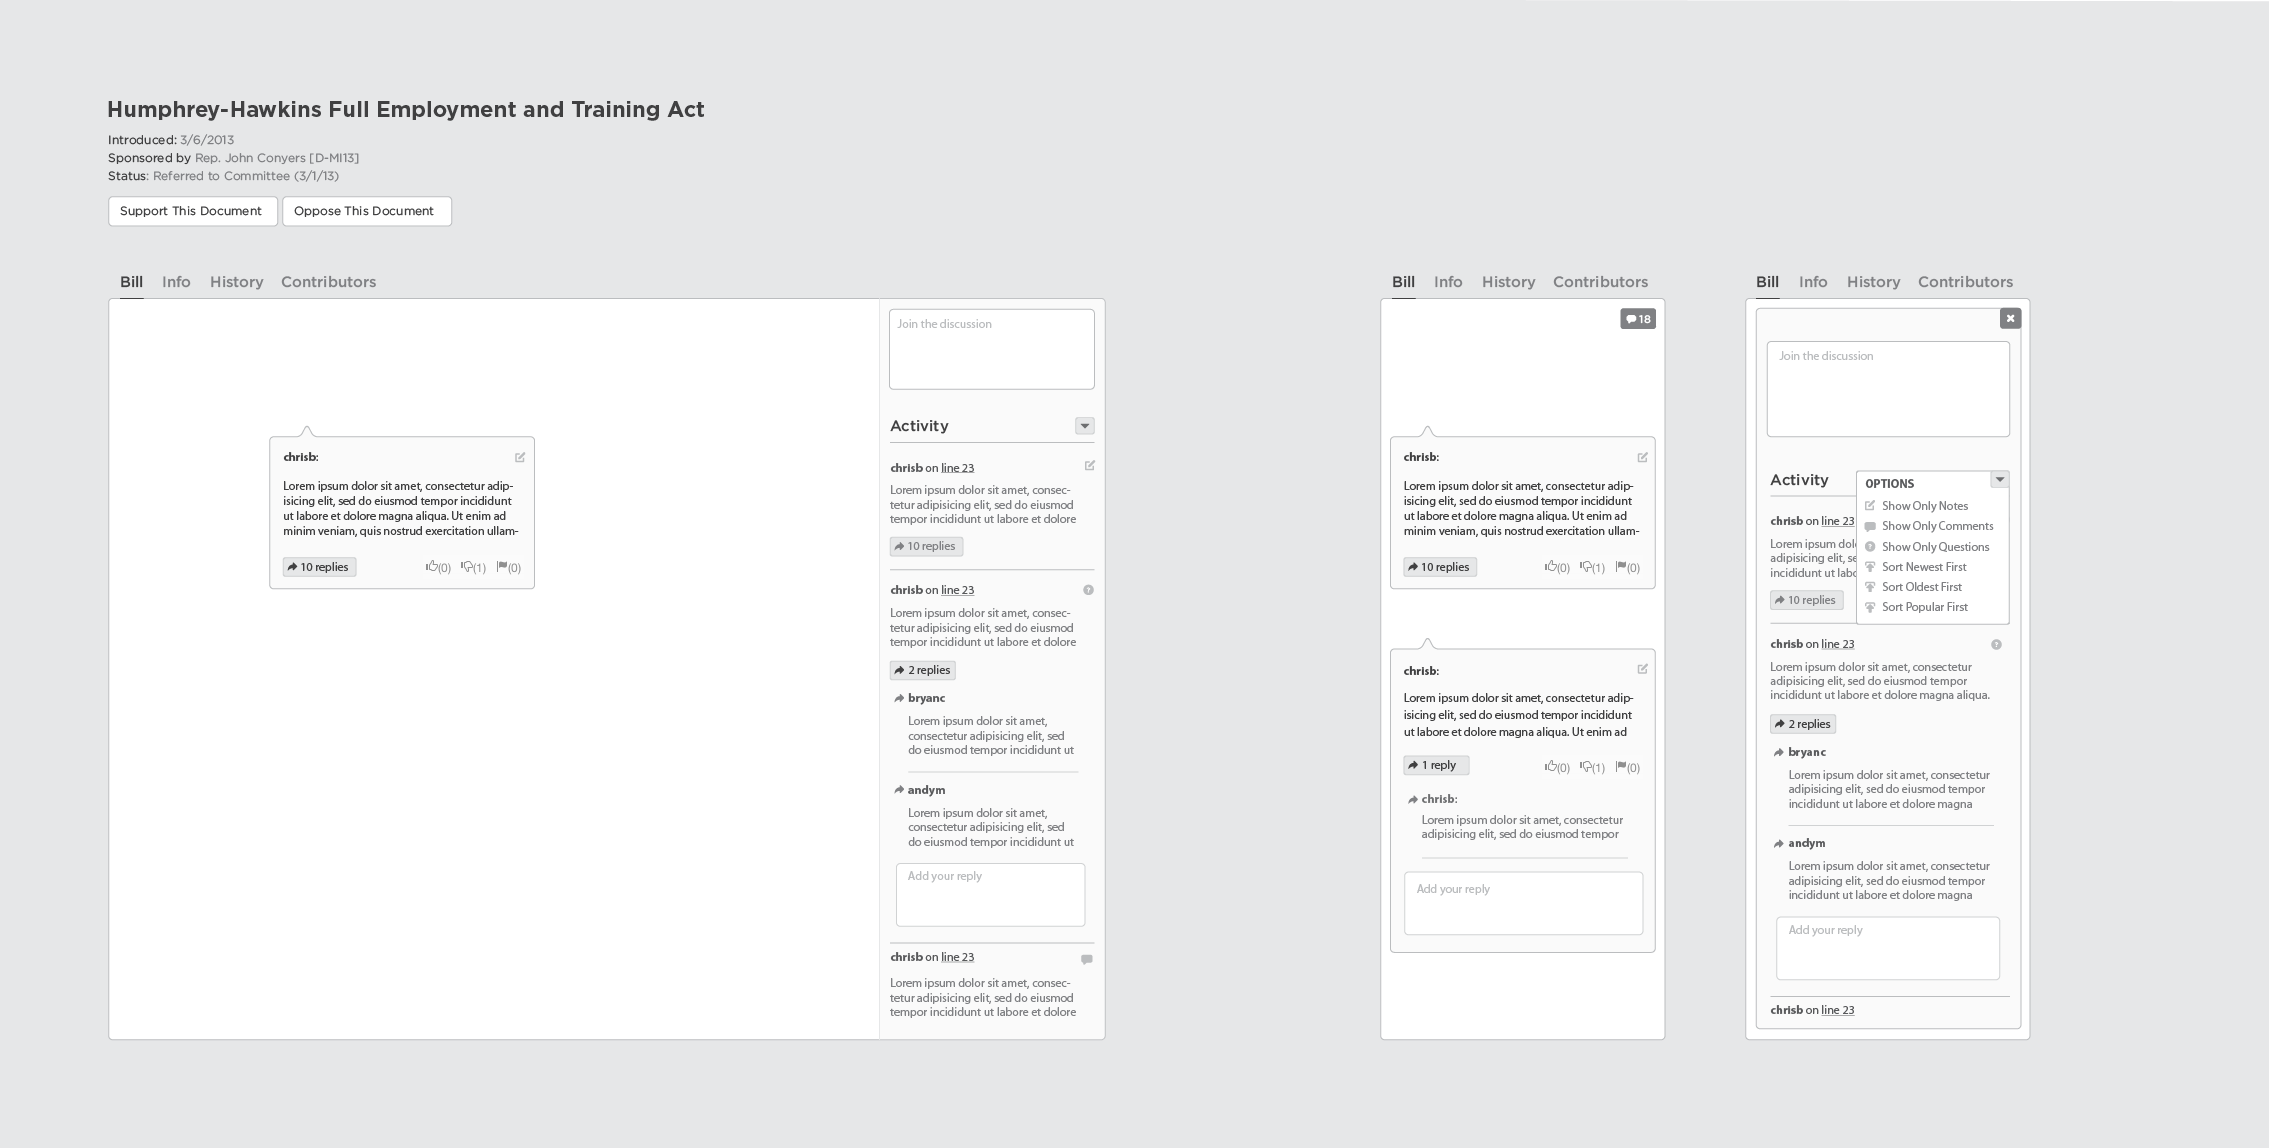 Humphrey-Hawkins Full Employment and Training Act
Introduced: 3/6/2013
Sponsored by Rep. John Conyers [D-MI13]
Status: Referred to Committee (3/1/13)
Support This Document
Oppose This Document
Bill Info History Contributors
chrisb:
Lorem ipsum dolor sit amet, consectetur adip-
isicing elit, sed do eiusmod tempor incididunt
ut labore et dolore magna aliqua. Ut enim ad
minim veniam, quis nostrud exercitation ullam-
10 replies
(0) (1) (0)
Join the discussion
Activity
chrisb on line 23
Lorem ipsum dolor sit amet, consec-
tetur adipisicing elit, sed do eiusmod
tempor incididunt ut labore et dolore
10 replies
chrisb on line 23
Lorem ipsum dolor sit amet, consec-
tetur adipisicing elit, sed do eiusmod
tempor incididunt ut labore et dolore
2 replies
bryanc
Lorem ipsum dolor sit amet,
consectetur adipisicing elit, sed
do eiusmod tempor incididunt ut
andym
Lorem ipsum dolor sit amet,
consectetur adipisicing elit, sed
do eiusmod tempor incididunt ut
Add your reply
chrisb on line 23
Lorem ipsum dolor sit amet, consec-
tetur adipisicing elit, sed do eiusmod
tempor incididunt ut labore et dolore
Bill Info History Contributors
18
chrisb:
Lorem ipsum dolor sit amet, consectetur adip-
isicing elit, sed do eiusmod tempor incididunt
ut labore et dolore magna aliqua. Ut enim ad
minim veniam, quis nostrud exercitation ullam-
10 replies
(0) (1) (0)
chrisb:
Lorem ipsum dolor sit amet, consectetur adip-
isicing elit, sed do eiusmod tempor incididunt
ut labore et dolore magna aliqua. Ut enim ad
1 reply
(0) (1) (0)
chrisb:
Lorem ipsum dolor sit amet, consectetur
adipisicing elit, sed do eiusmod tempor
Add your reply
Bill Info History Contributors
Join the discussion
Activity
OPTIONS
Show Only Notes
Show Only Comments
Show Only Questions
Sort Newest First
Sort Oldest First
Sort Popular First
chrisb on line 23
Lorem ipsum dol
adipisicing elit, se
incididunt ut labo
10 replies
chrisb on line 23
Lorem ipsum dolor sit amet, consectetur
adipisicing elit, sed do eiusmod tempor
incididunt ut labore et dolore magna aliqua.
2 replies
bryanc
Lorem ipsum dolor sit amet, consectetur
adipisicing elit, sed do eiusmod tempor
incididunt ut labore et dolore magna
andym
Lorem ipsum dolor sit amet, consectetur
adipisicing elit, sed do eiusmod tempor
incididunt ut labore et dolore magna
Add your reply
chrisb on line 23